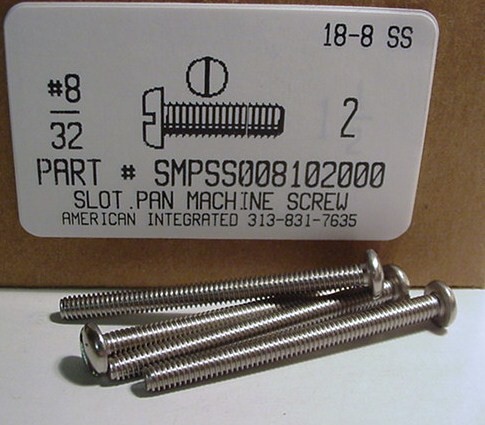 18-8 SS
#8
32
2
PART # SMPSS008102000
SLOT.PAN MACHINE SCREW
AMERICAN INTEGRATED 313-831-7635